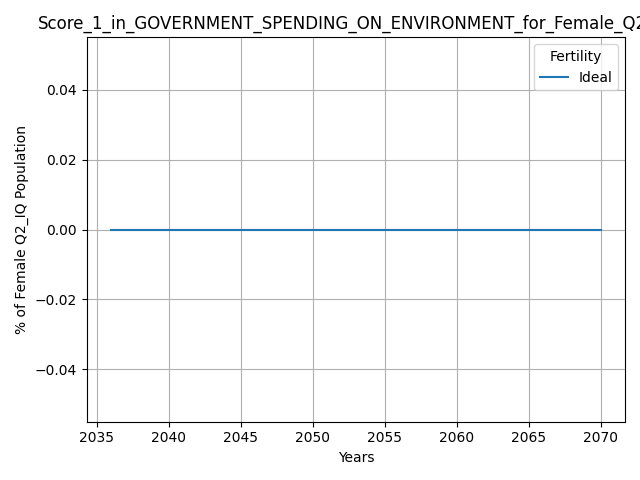 Score_1_in_GOVERNMENT_SPENDING_ON_ENVIRONMENT_for_Female_Q2
Fertility
Ideal
% of Female Q2_IQ Population
0.04
0.02
0.00
−0.02
−0.04
2035 2040 2045 2050 2055 2060 2065 2070
Years